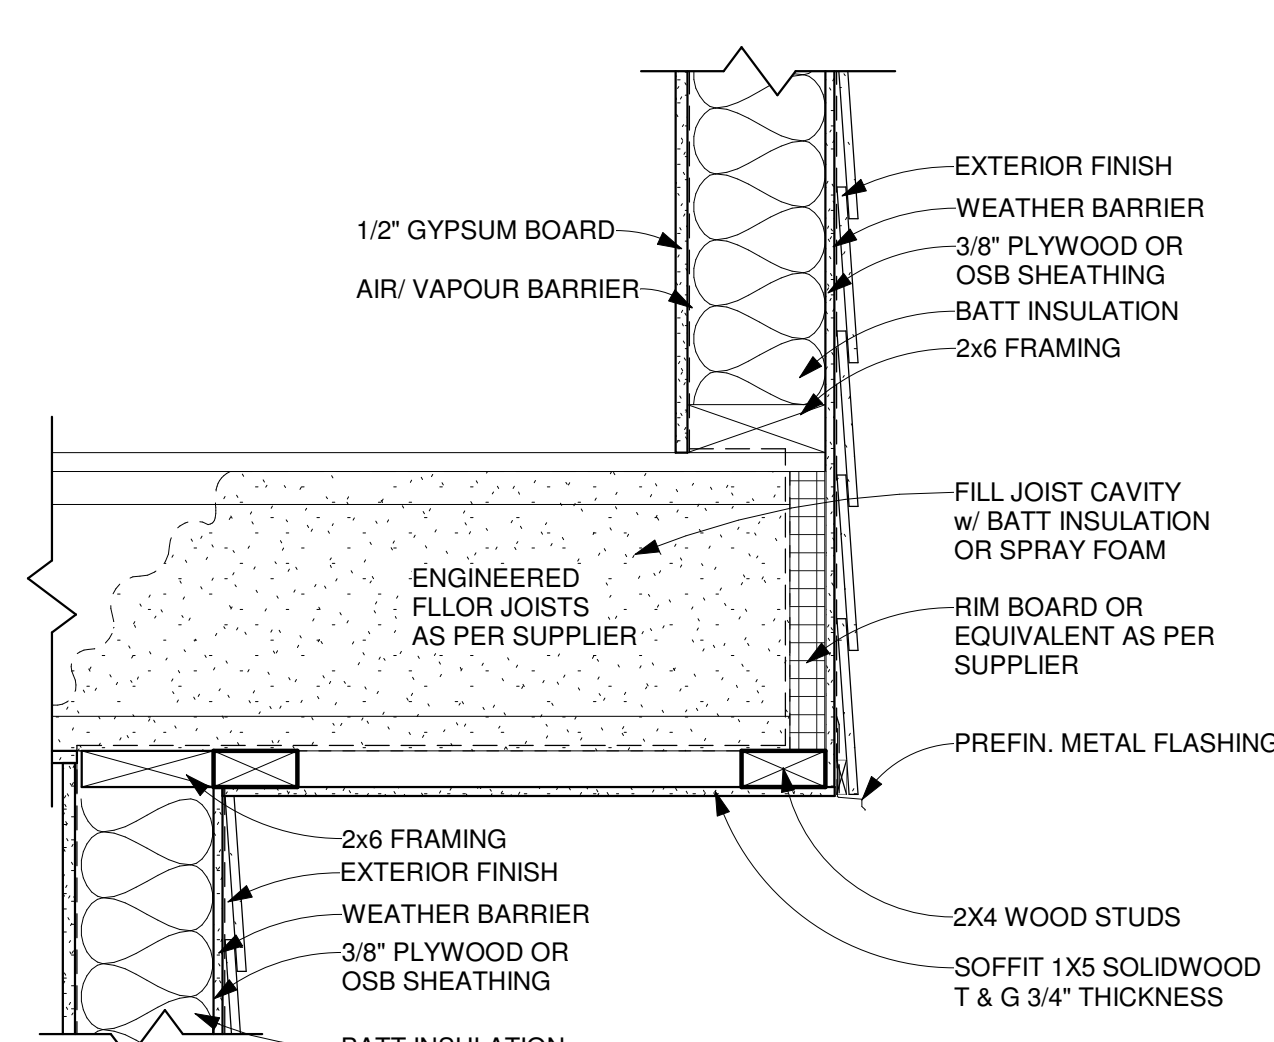 1/2" GYPSUM BOARD
AIR/ VAPOUR BARRIER
EXTERIOR FINISH
WEATHER BARRIER
3/8" PLYWOOD OR
OSB SHEATHING
BATT INSULATION
2x6 FRAMING
FILL JOIST CAVITY
w/ BATT INSULATION
OR SPRAY FOAM
ENGINEERED
FLLOR JOISTS
AS PER SUPPLIER
RIM BOARD OR
EQUIVALENT AS PER
SUPPLIER
PREFIN. METAL FLASHING
2x6 FRAMING
EXTERIOR FINISH
WEATHER BARRIER
3/8" PLYWOOD OR
OSB SHEATHING
BATT INSULATION
2X4 WOOD STUDS
SOFFIT 1X5 SOLIDWOOD
T & G 3/4" THICKNESS